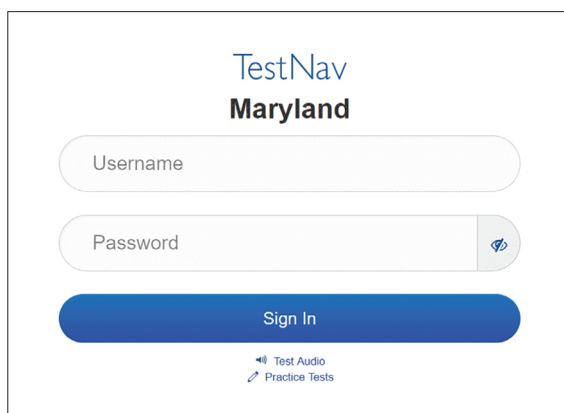 TestNav
Maryland
Username
Password
Sign In
Test Audio
Practice Tests